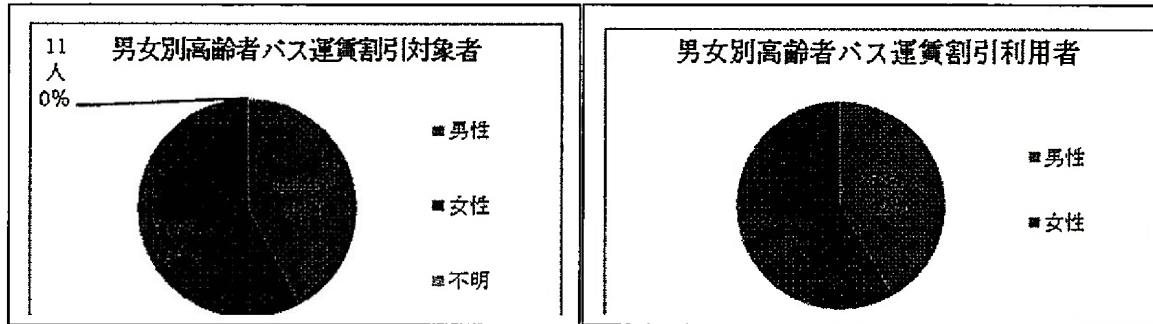 男女別高齢者バス運賃割引対象者
11
人
0%
男性
女性
不明
男女別高齢者バス運賃割引利用者
男性
女性